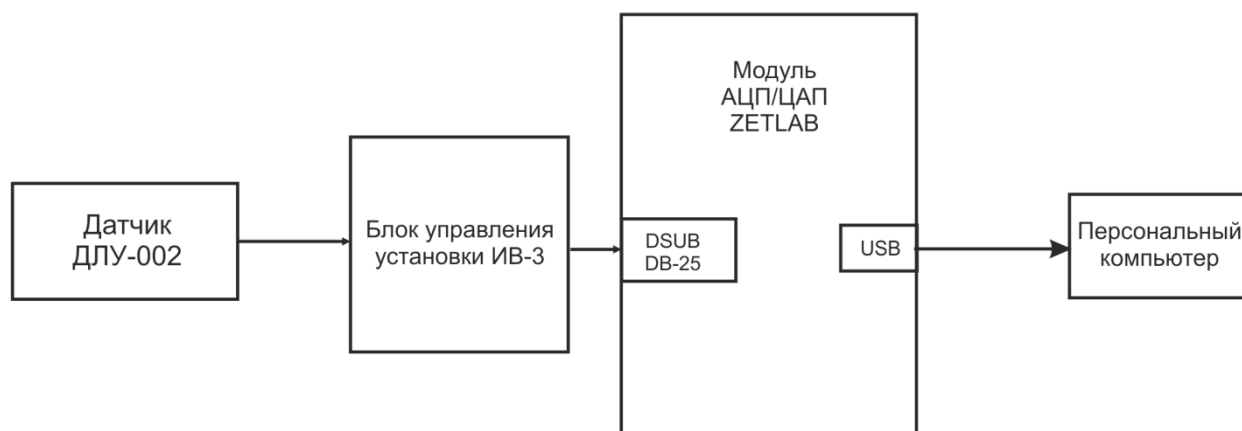 Датчик
ДЛУ-002
Блок управления
установки ИВ-3
Модуль
АЦП/ЦАП
ZETLAB
DSUB
DB-25
USB
Персональный
компьютер